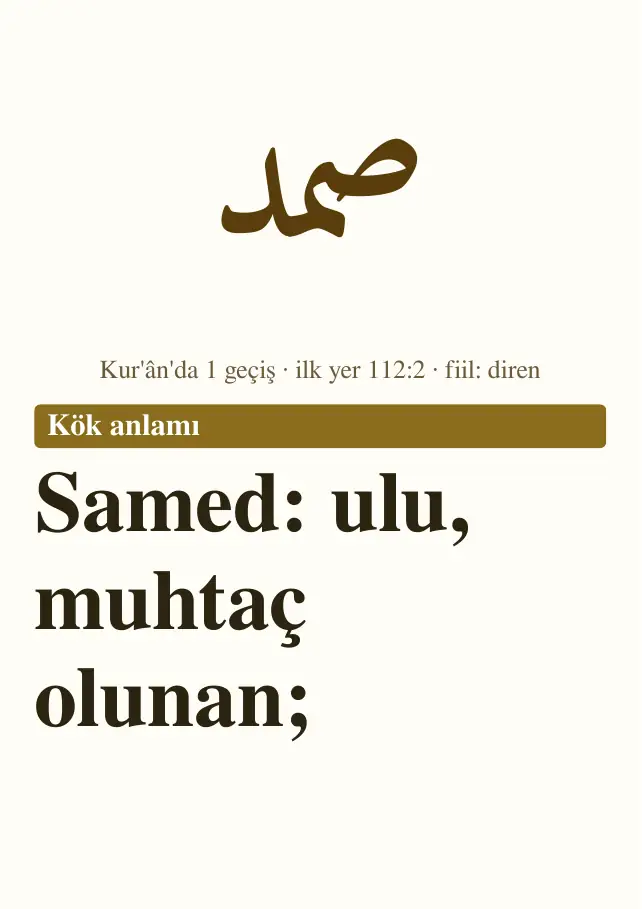 صمد
Kur'ân'da 1 geçiş · ilk yer 112:2 · fiil: diren
Kök anlamı
Samed: ulu,
muhtaç
olunan;